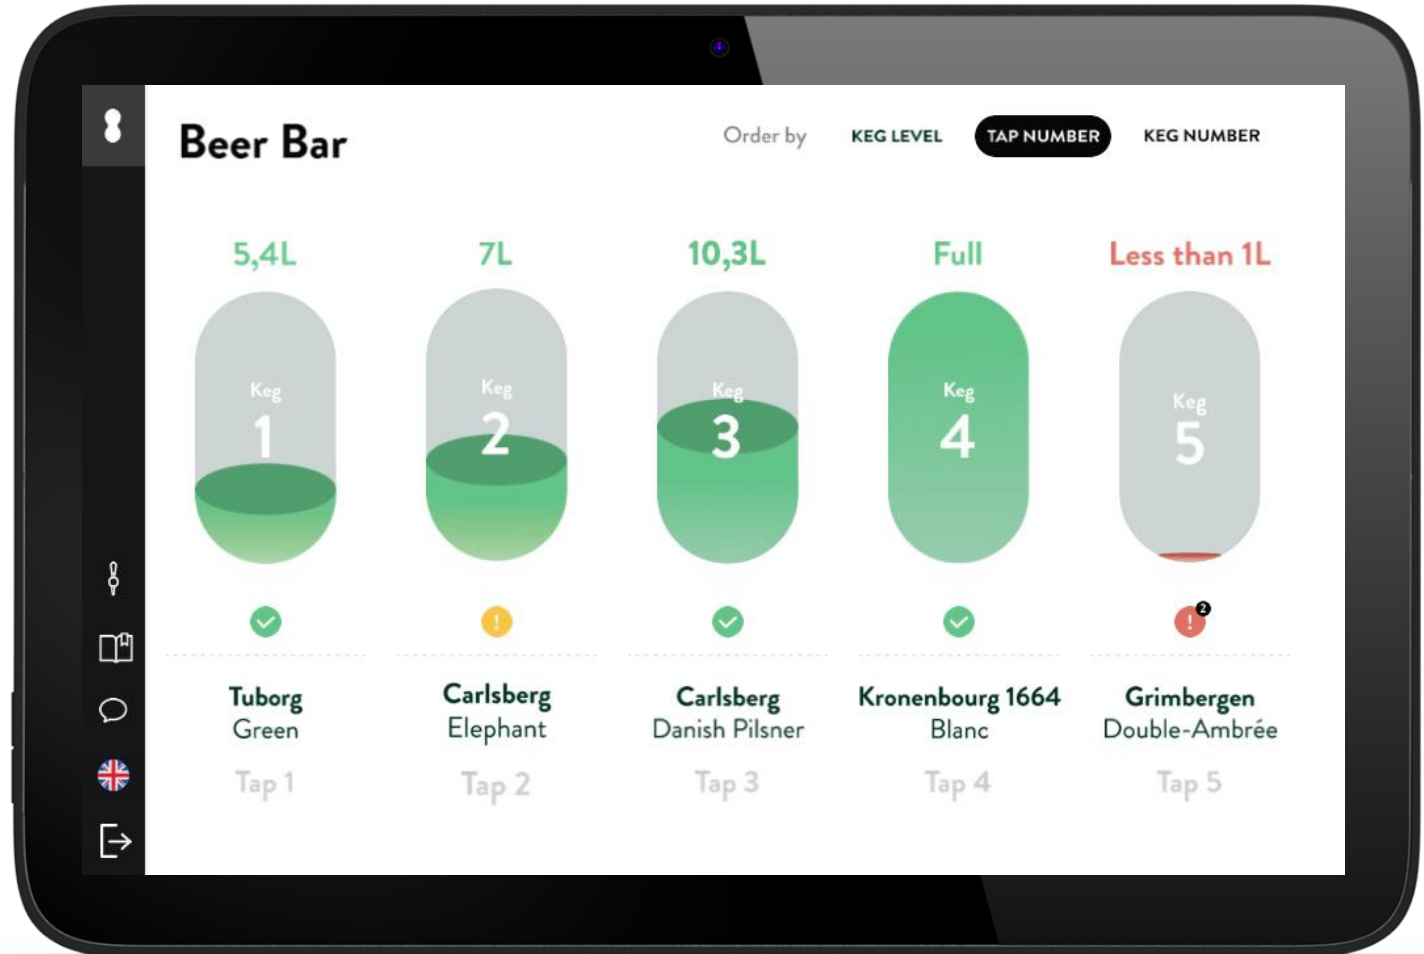 Beer Bar
Order by KEG LEVEL TAP NUMBER KEG NUMBER
5,4L 7L 10,3L Full Less than 1L
Keg Keg Keg Keg Keg
1 2 3 4 5
! ! 2
Tuborg Carlsberg Carlsberg Kronenbourg 1664 Grimbergen
Green Elephant Danish Pilsner Blanc Double-Ambrée
Tap 1 Tap 2 Tap 3 Tap 4 Tap 5